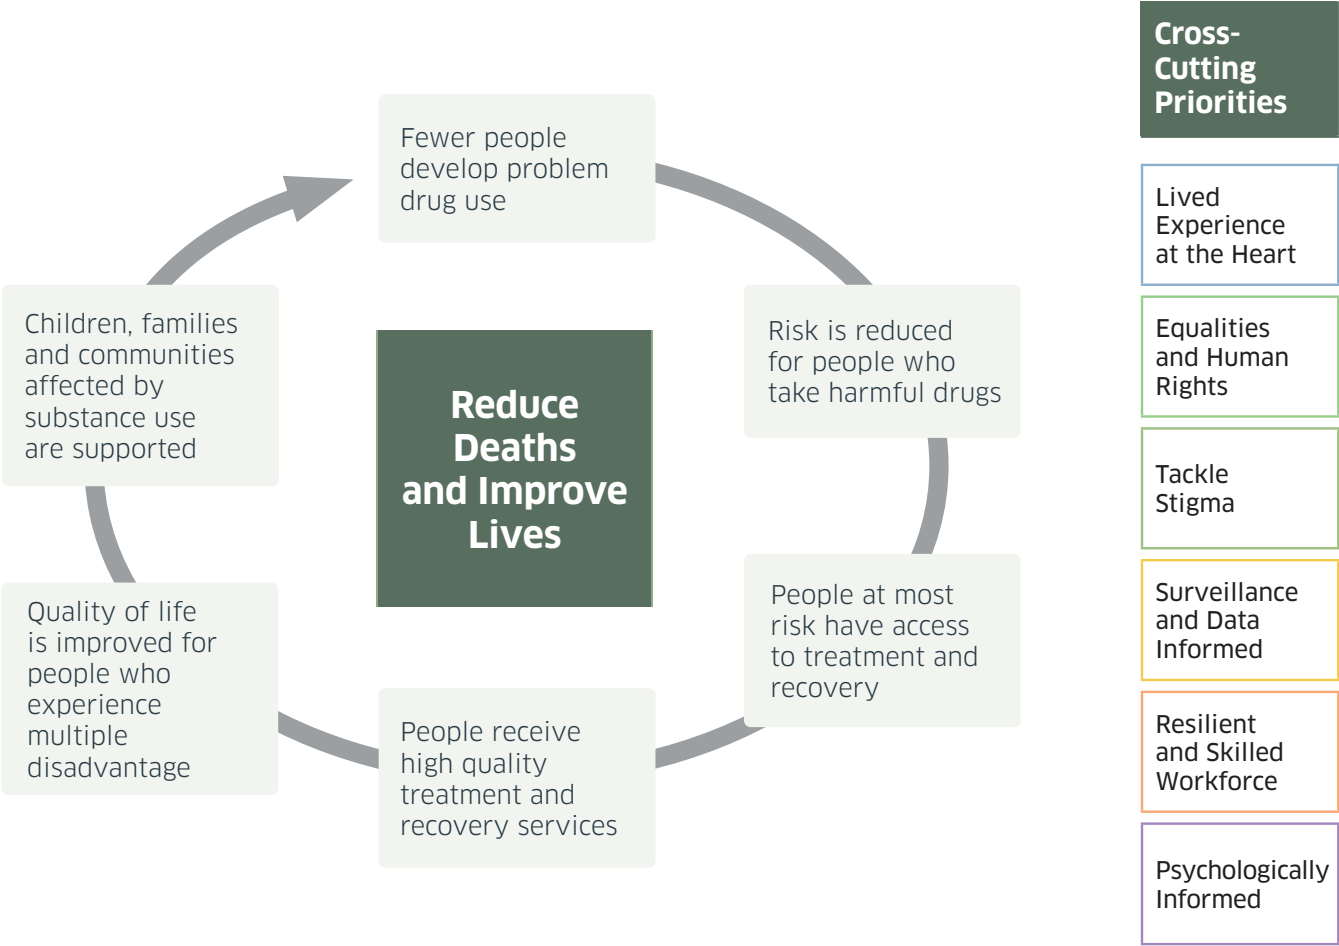 Fewer people
develop problem
drug use
Risk is reduced
for people who
take harmful drugs
People at most
risk have access
to treatment and
recovery
People receive
high quality
treatment and
recovery services
Quality of life
is improved for
people who
experience
multiple
disadvantage
Children, families
and communities
affected by
substance use
are supported
Reduce
Deaths
and Improve
Lives
Cross-
Cutting
Priorities
Lived
Experience
at the Heart
Equalities
and Human
Rights
Tackle
Stigma
Surveillance
and Data
Informed
Resilient
and Skilled
Workforce
Psychologically
Informed